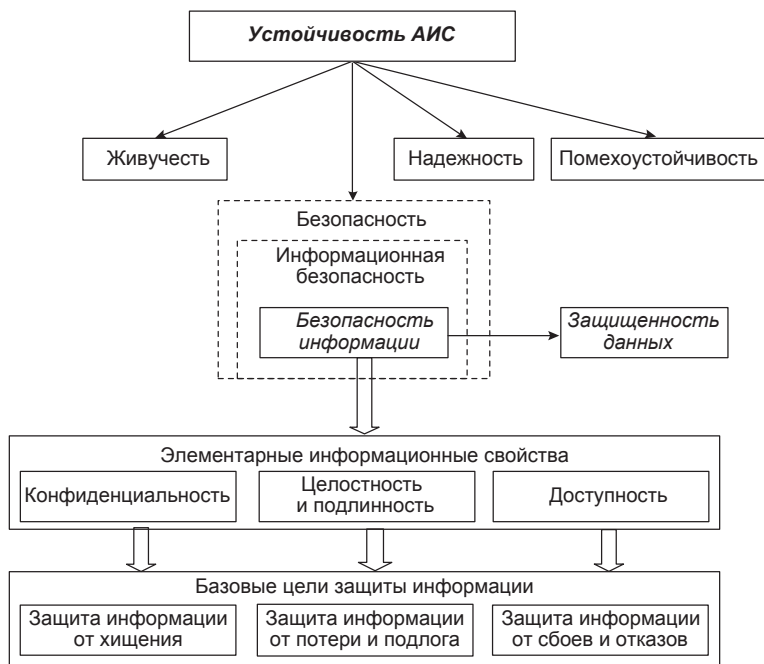 Устойчивость АИС
Живучесть
Надежность
Помехоустойчивость
Безопасность
Информационная
безопасность
Безопасность
информации
Защищенность
данных
Элементарные информационные свойства
Конфиденциальность
Целостность
и подлинность
Доступность
Базовые цели защиты информации
Защита информации
от хищения
Защита информации
от потери и подлога
Защита информации
от сбоев и отказов